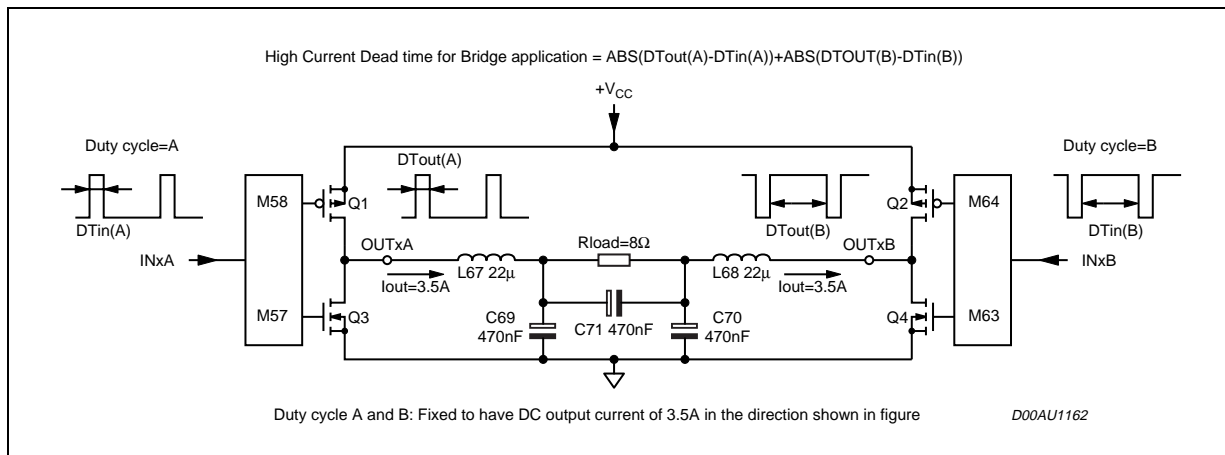 High Current Dead time for Bridge application = ABS(DTout(A)-DTin(A))+ABS(DTOUT(B)-DTin(B))
+VCC
Duty cycle=A
Duty cycle=B
DTout(A)
M58
Q1
Q2
M64
DTin(A)
DTout(B)
DTin(B)
INxA
OUTxA
Rload=8Ω
OUTxB
INxB
L67 22µ
L68 22µ
Iout=3.5A
Iout=3.5A
M57
Q3
C69
470nF
C71 470nF
C70
470nF
Q4
M63
Duty cycle A and B: Fixed to have DC output current of 3.5A in the direction shown in figure
D00AU1162